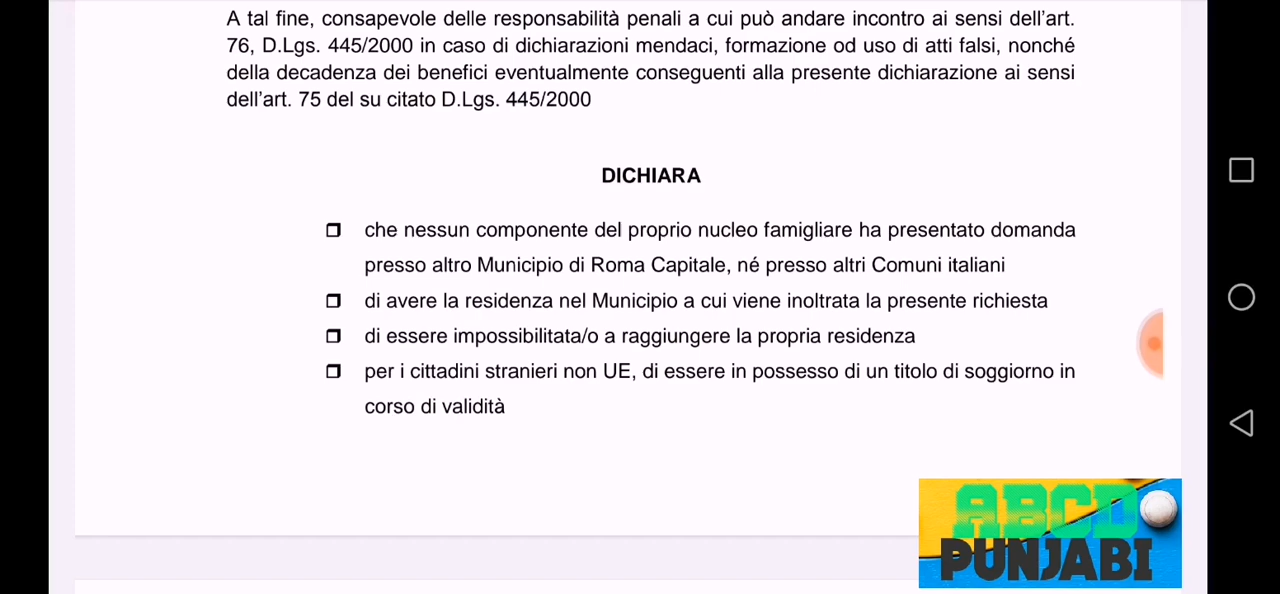 A tal fine, consapevole delle responsabilità penali a cui può andare incontro ai sensi dell'art.
76, D.Lgs. 445/2000 in caso di dichiarazioni mendaci, formazione od uso di atti falsi, nonché
della decadenza dei benefici eventualmente conseguenti alla presente dichiarazione ai sensi
dell'art. 75 del su citato D.Lgs. 445/2000
DICHIARA
che nessun componente del proprio nucleo famigliare ha presentato domanda
presso altro Municipio di Roma Capitale, né presso altri Comuni italiani
di avere la residenza nel Municipio a cui viene inoltrata la presente richiesta
di essere impossibilitata/o a raggiungere la propria residenza
per i cittadini stranieri non UE, di essere in possesso di un titolo di soggiorno in
corso di validità
ABCD
PUNJABI